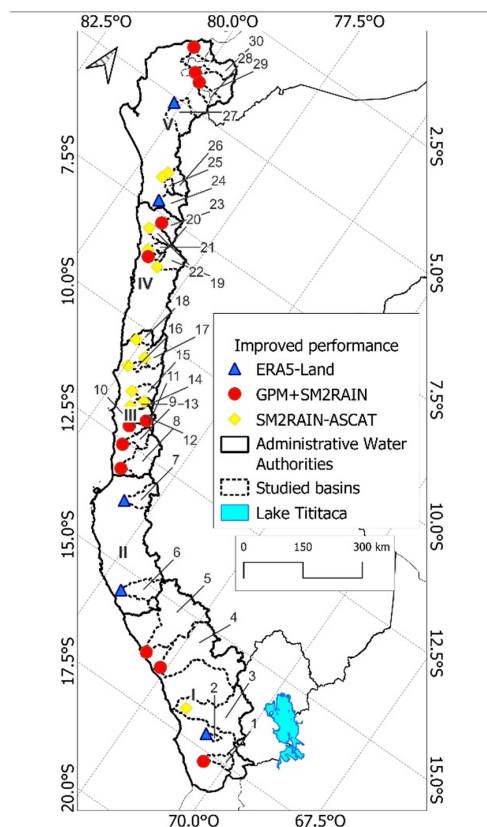 82.5°S
80.0°S
77.5°S
30
28
29
27
V
7.5°S
2.5°S
26
25
24
23
20
21
22
19
IV
10.0°S
5.0°S
18
16
17
15
11
14
10
9
13
III
8
12
7
12.5°S
7.5°S
Improved performance
ERA5-Land
GPM+SM2RAIN
SM2RAIN-ASCAT
Administrative Water
Authorities
Studied basins
Lake Tititaca
0 150 300 km
15.0°S
10.0°S
II
6
5
4
17.5°S
12.5°S
I
2
3
1
20.0°S
15.0°S
70.0°S
67.5°S